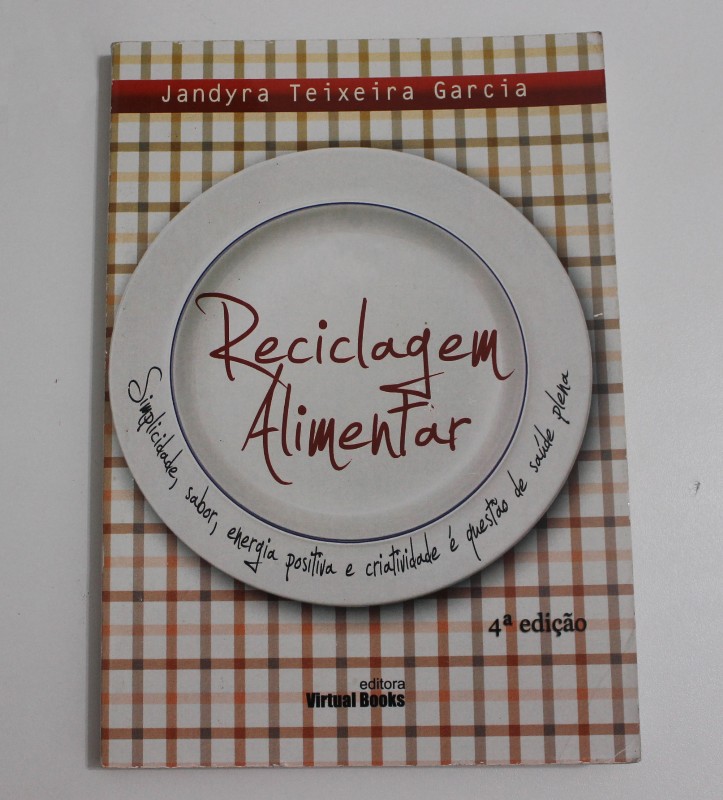 Jandyra Teixeira Garcia
Reciclagem
Alimentar
Simplicidade, sabor, energia positiva e criatividade é questão de saúde plena
4ª edição
editora
Virtual Books